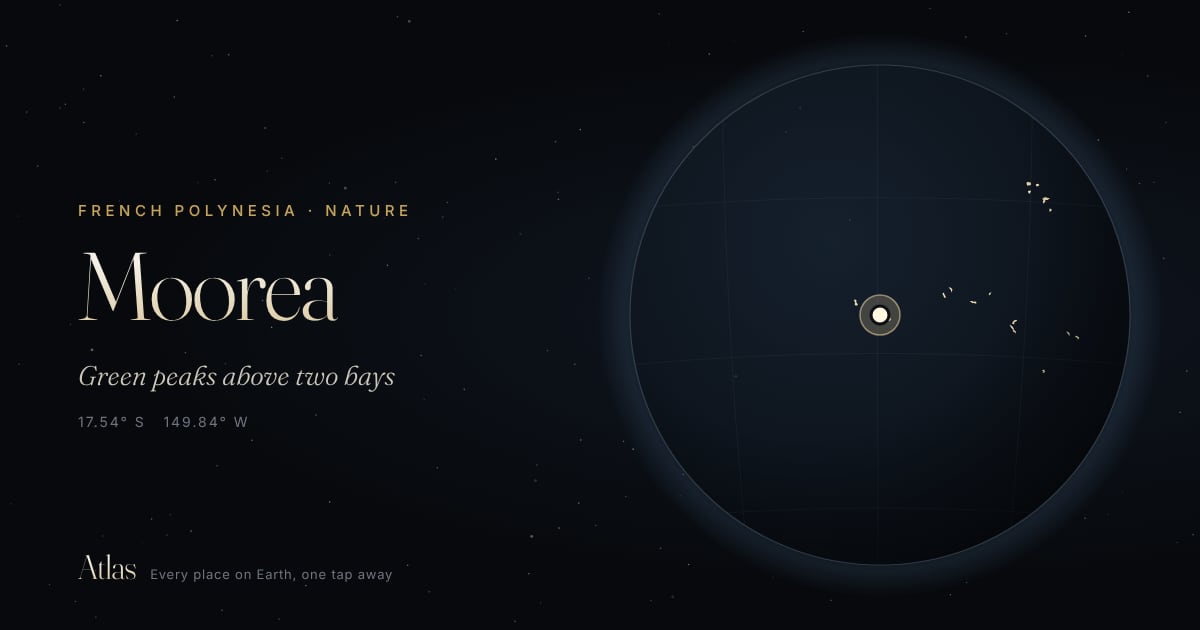 FRENCH POLYNESIA · NATURE
Moorea
Green peaks above two bays
17.54° S 149.84° W
Atlas Every place on Earth, one tap away